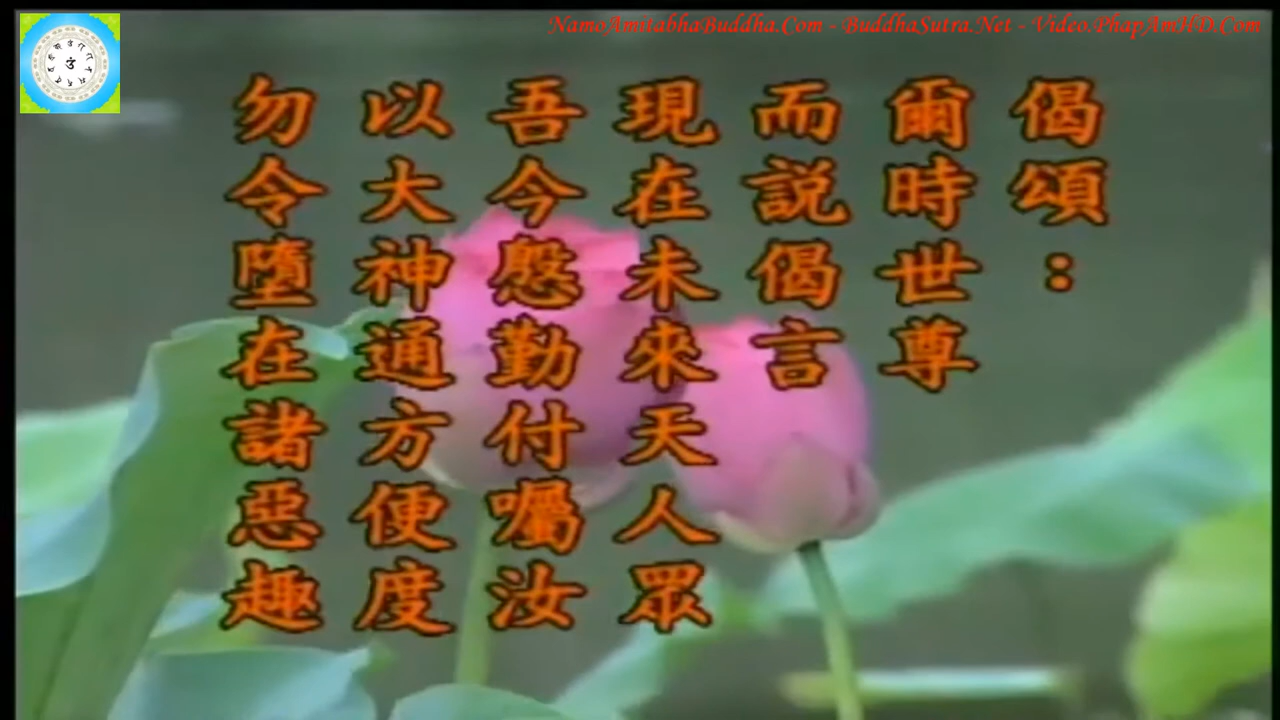 NamoAmitabhaBuddha.Com - BuddhaSutra.Net - Video.PhapAmHD.Com
偈頌：
爾時世尊
而說偈言
現在未來天人眾
吾今慇勤付囑汝
以大神通方便度
勿令墮在諸惡趣